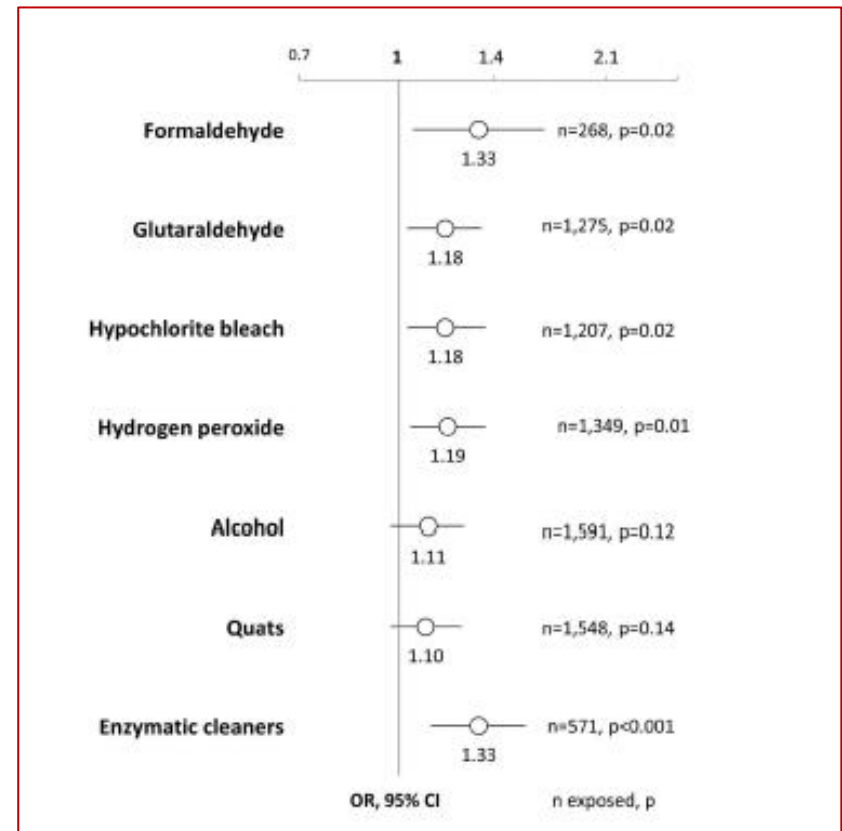 0.7 1 1.4 2.1
Formaldehyde n=268, p=0.02
1.33
Glutaraldehyde n=1,275, p=0.02
1.18
Hypochlorite bleach n=1,207, p=0.02
1.18
Hydrogen peroxide n=1,349, p=0.01
1.19
Alcohol n=1,591, p=0.12
1.11
Quats n=1,548, p=0.14
1.10
Enzymatic cleaners n=571, p<0.001
1.33
OR, 95% CI n exposed, p